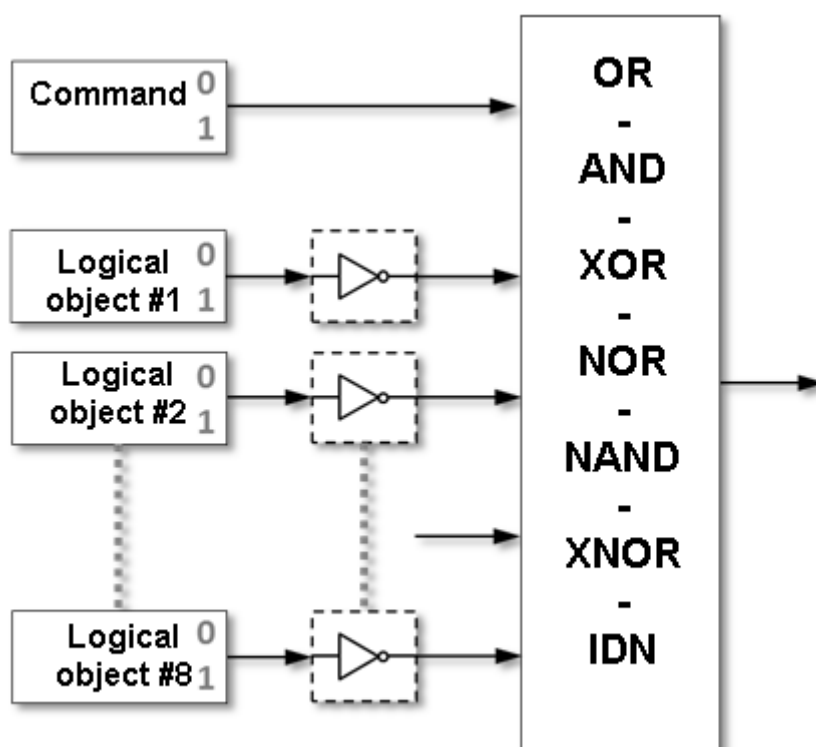 Command 0
1
Logical 0
object #1 1
Logical 0
object #2 1
Logical 0
object #8 1
OR
-
AND
-
XOR
-
NOR
-
NAND
-
XNOR
-
IDN